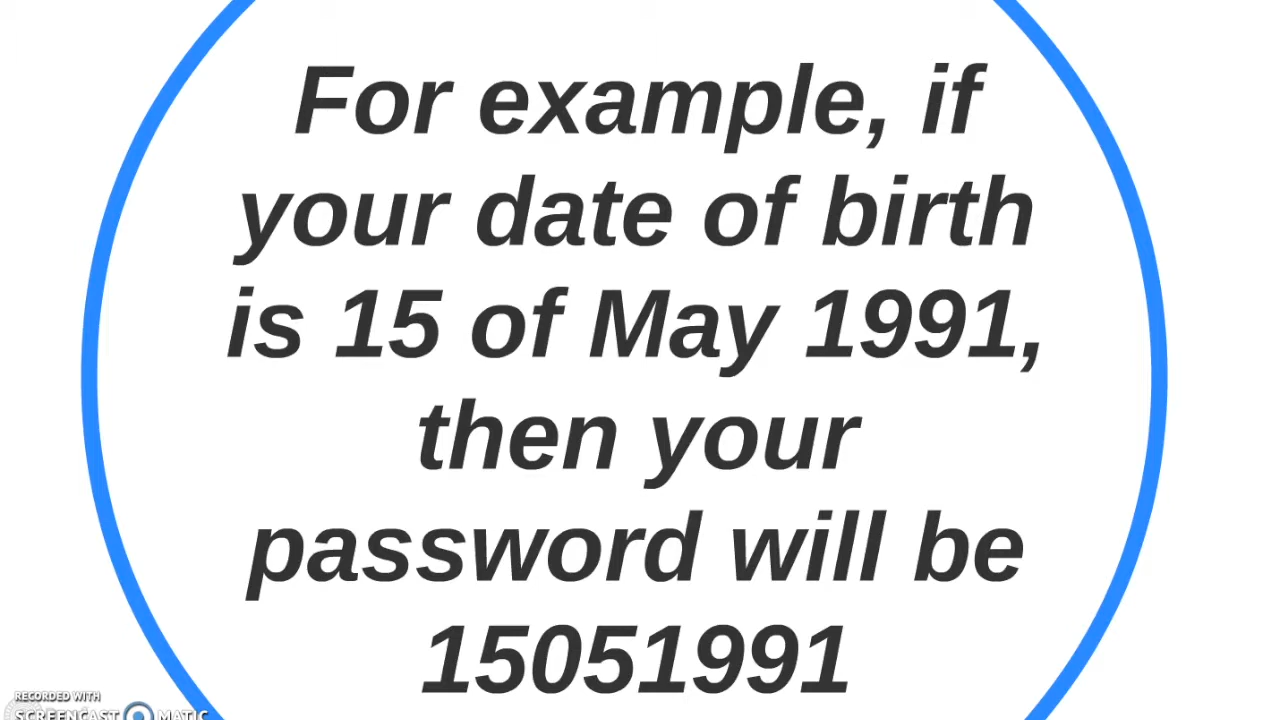 For example, if
your date of birth
is 15 of May 1991,
then your
password will be
15051991
RECORDED WITH
SCREENCAST MATIC